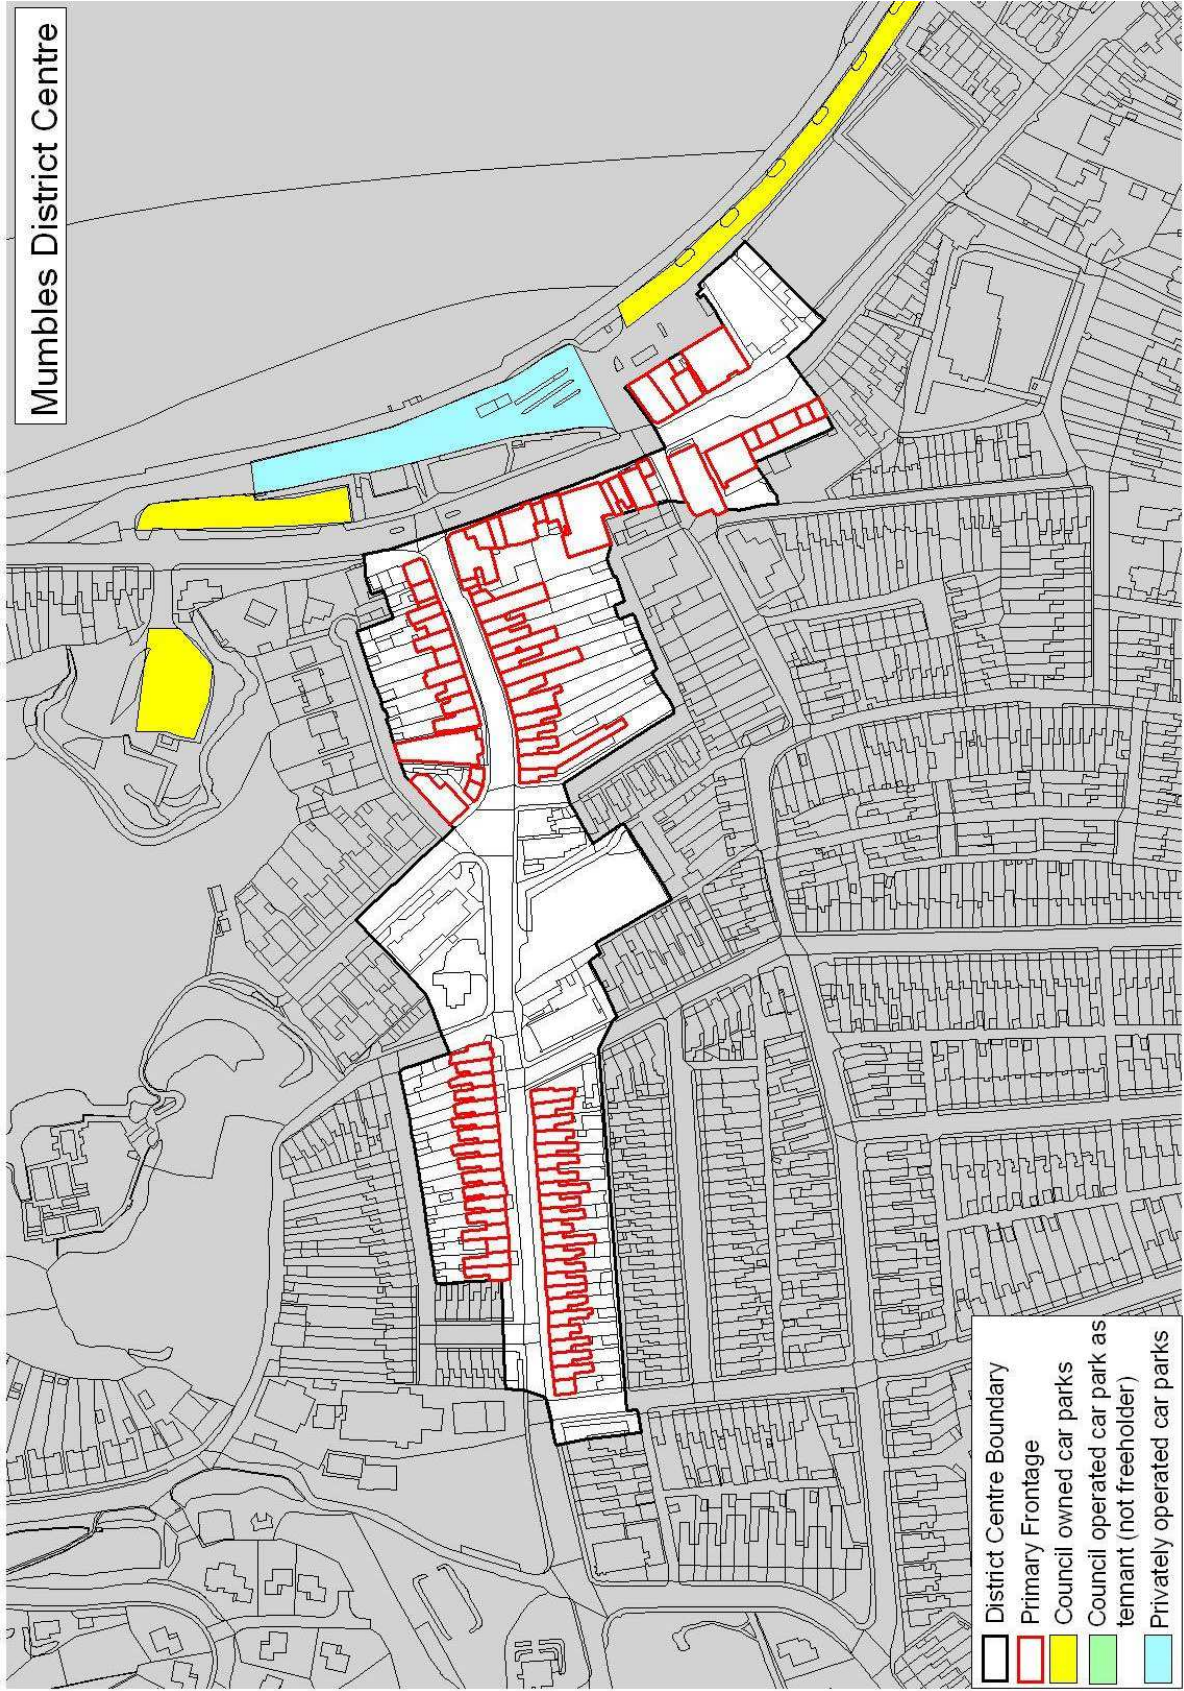 Mumbles District Centre
District Centre Boundary
Primary Frontage
Council owned car parks
Council operated car park as
tennant (not freeholder)
Privately operated car parks